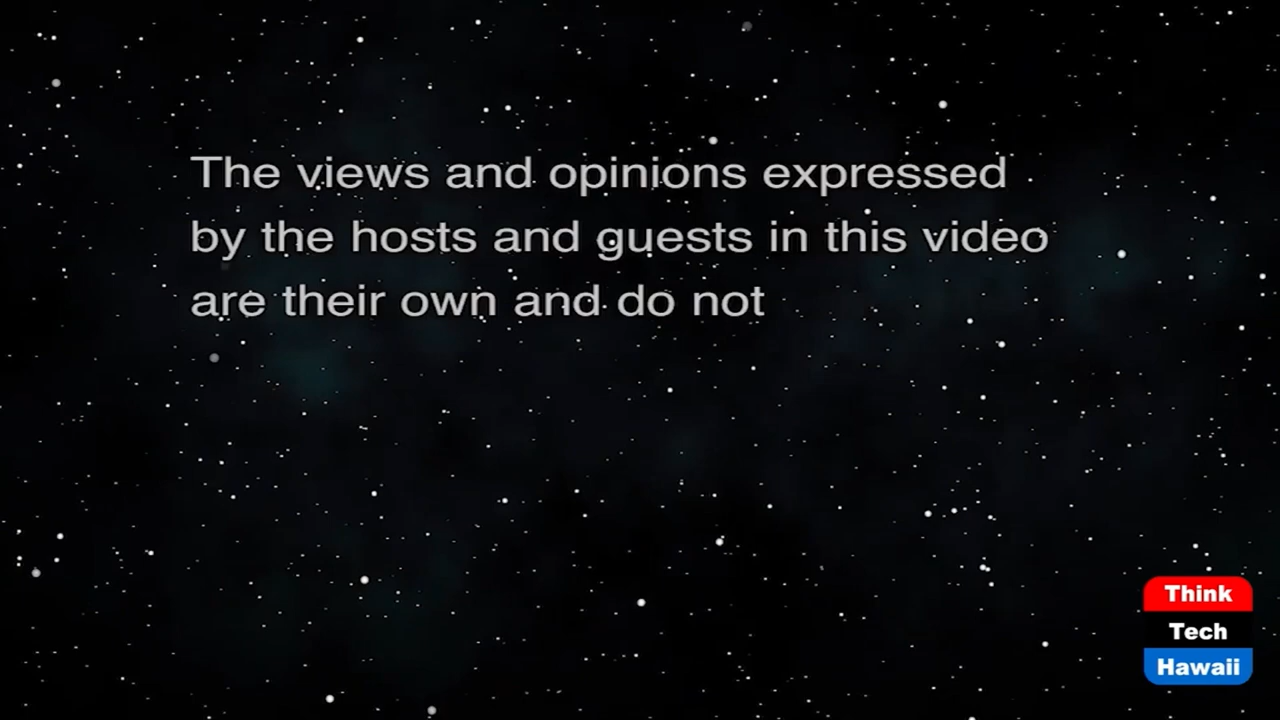 The views and opinions expressed
by the hosts and guests in this video
are their own and do not
Think
Tech
Hawaii